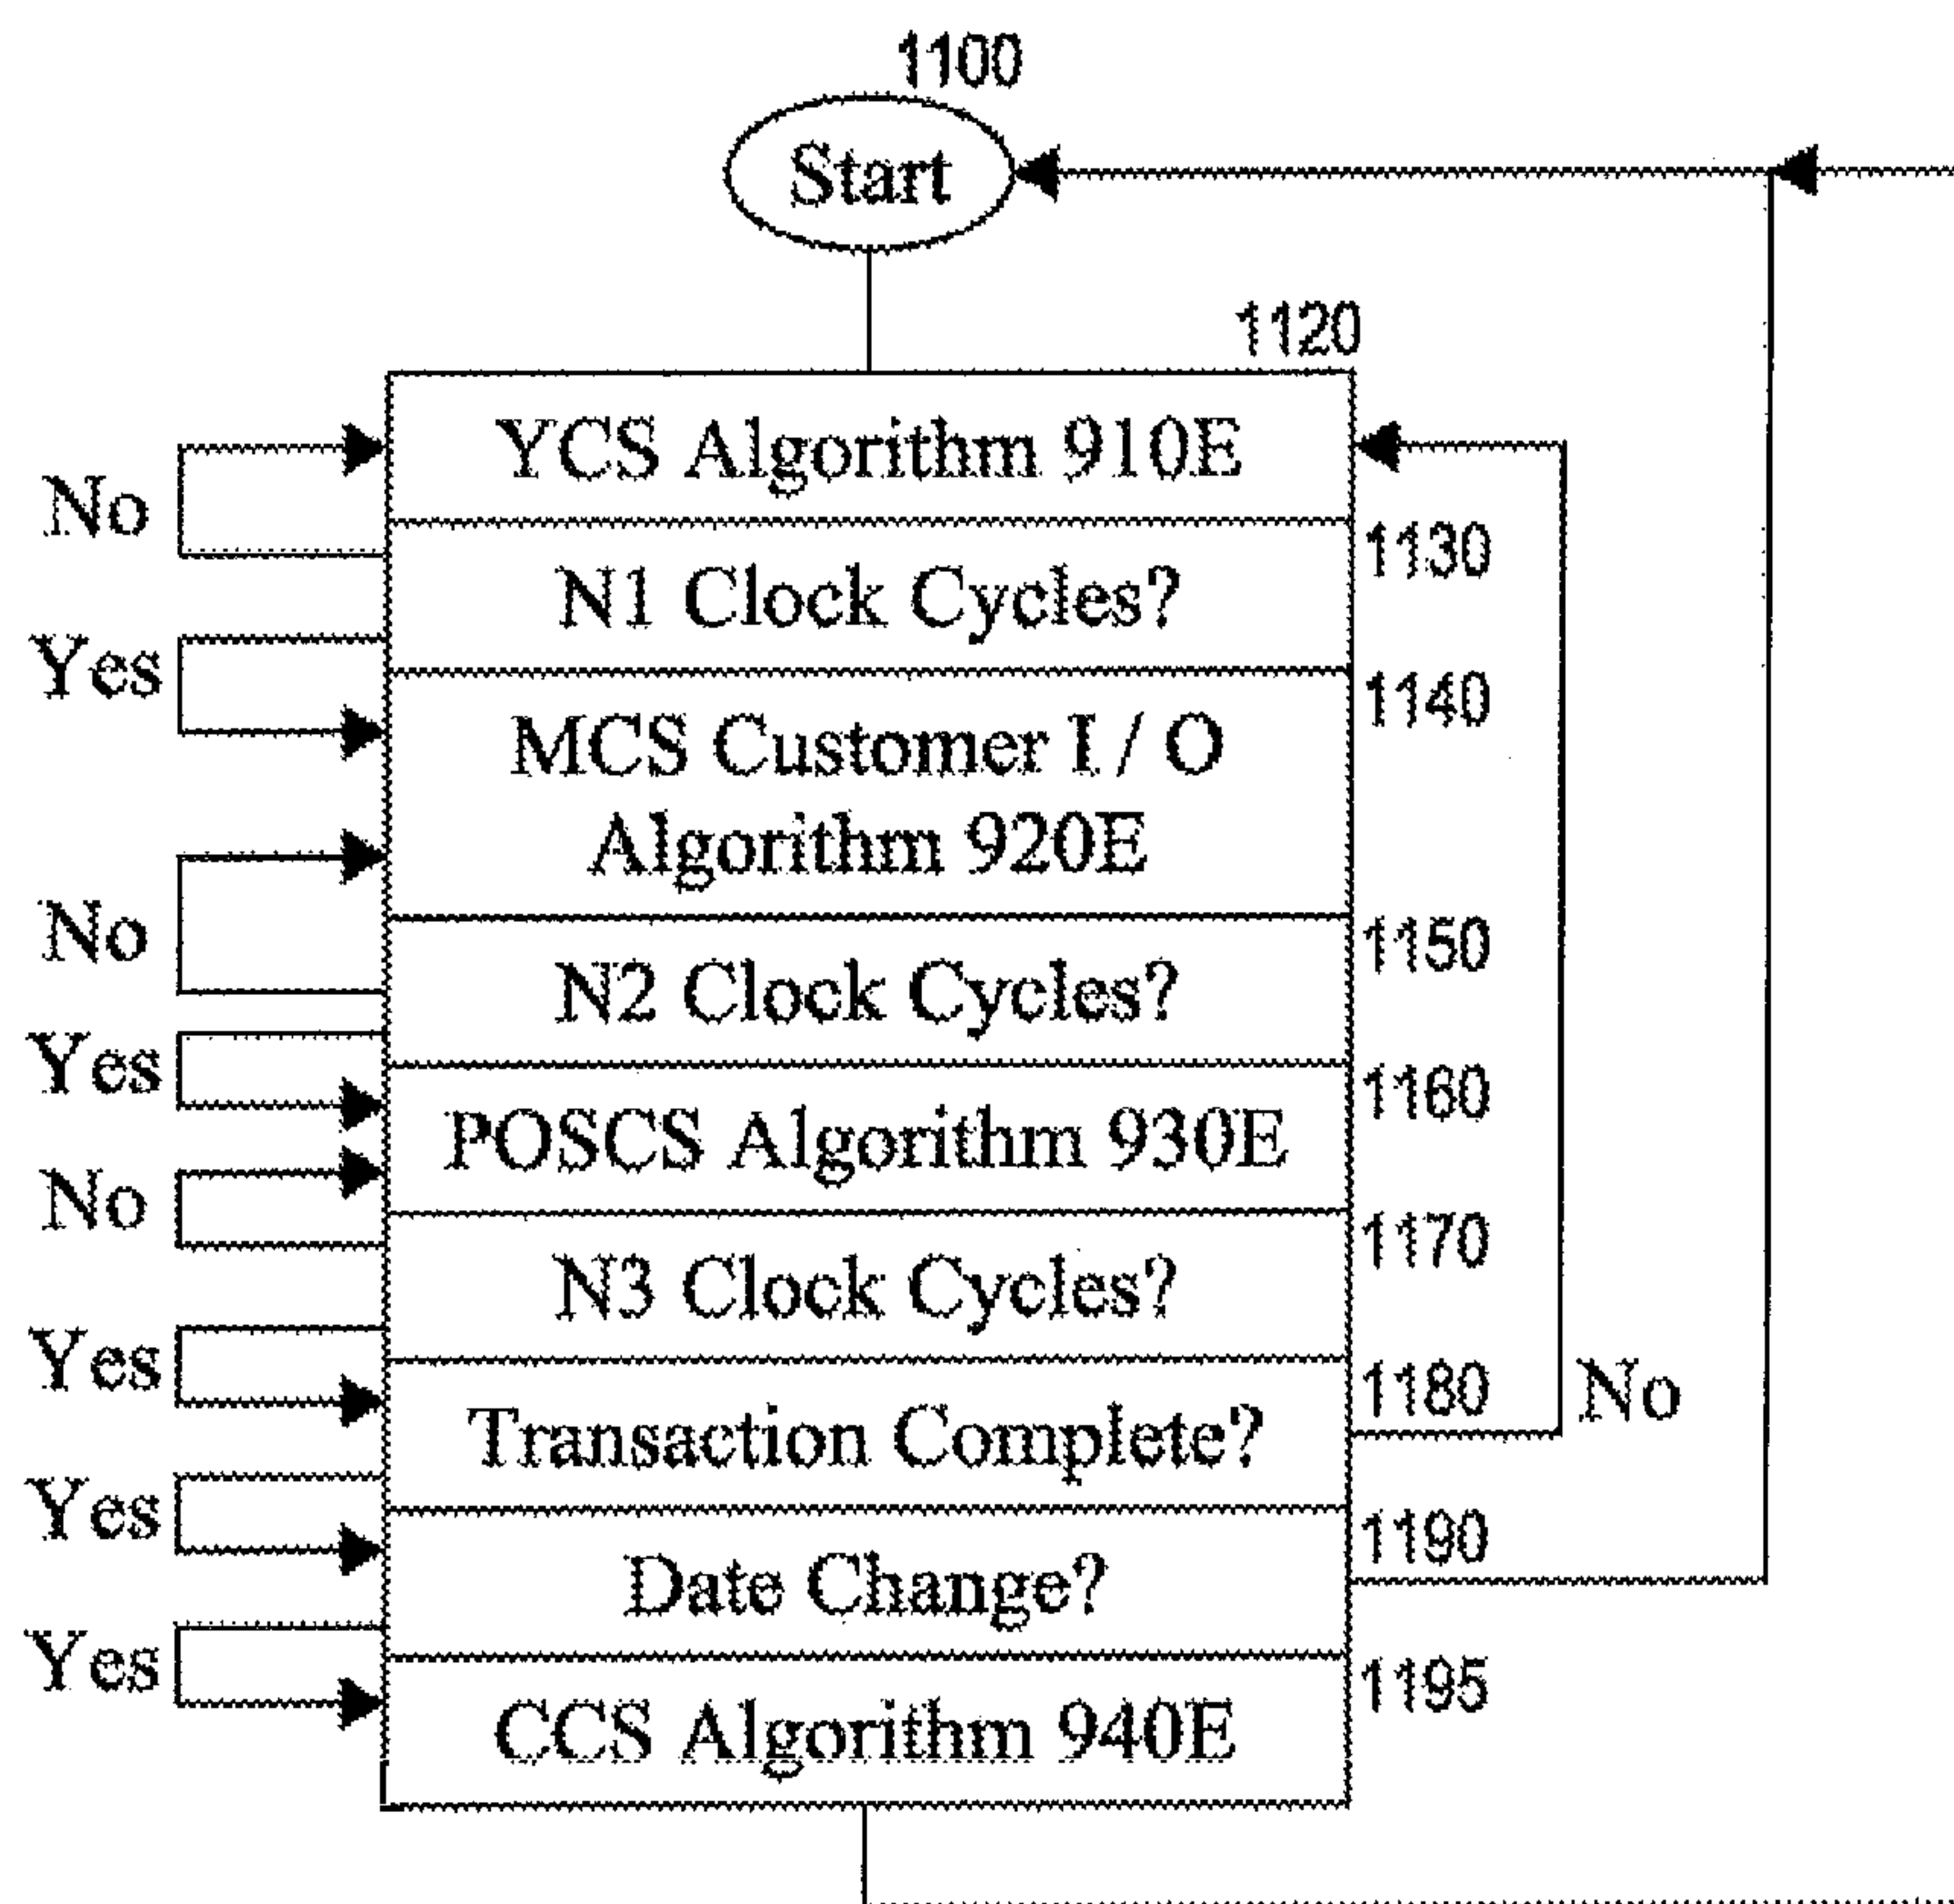 1100
Start
1120
YCS Algorithm 910E
No
1130
N1 Clock Cycles?
Yes
1140
MCS Customer I / O
Algorithm 920E
No
1150
N2 Clock Cycles?
Yes
1160
POSCS Algorithm 930E
No
1170
N3 Clock Cycles?
Yes
1180
No
Transaction Complete?
Yes
1190
Date Change?
Yes
1195
CCS Algorithm 940E